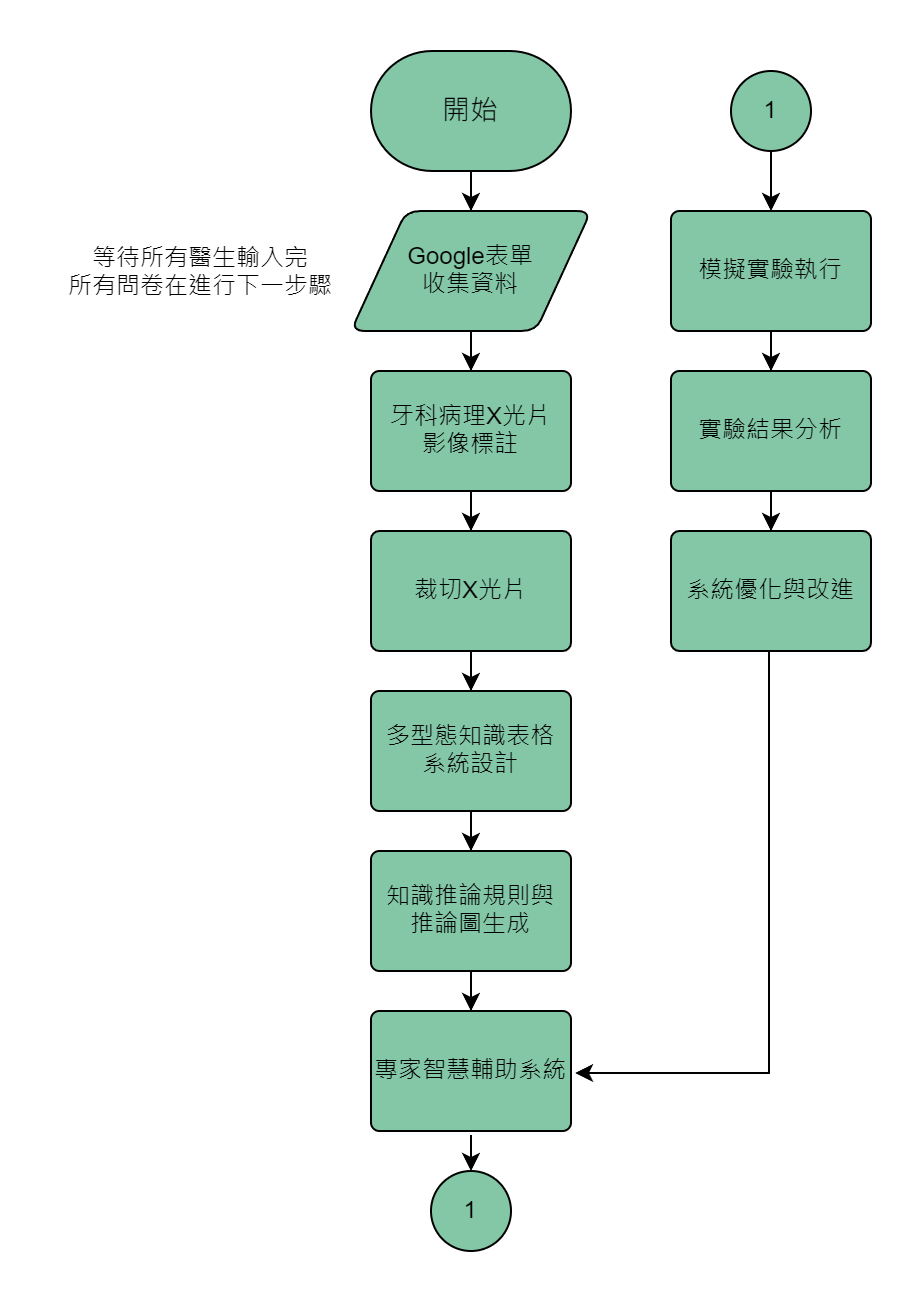 開始
等待所有醫生輸入完
所有問卷在進行下一步驟
Google表單
收集資料
牙科病理X光片
影像標註
裁切X光片
多型態知識表格
系統設計
知識推論規則與
推論圖生成
專家智慧輔助系統
1
1
模擬實驗執行
實驗結果分析
系統優化與改進